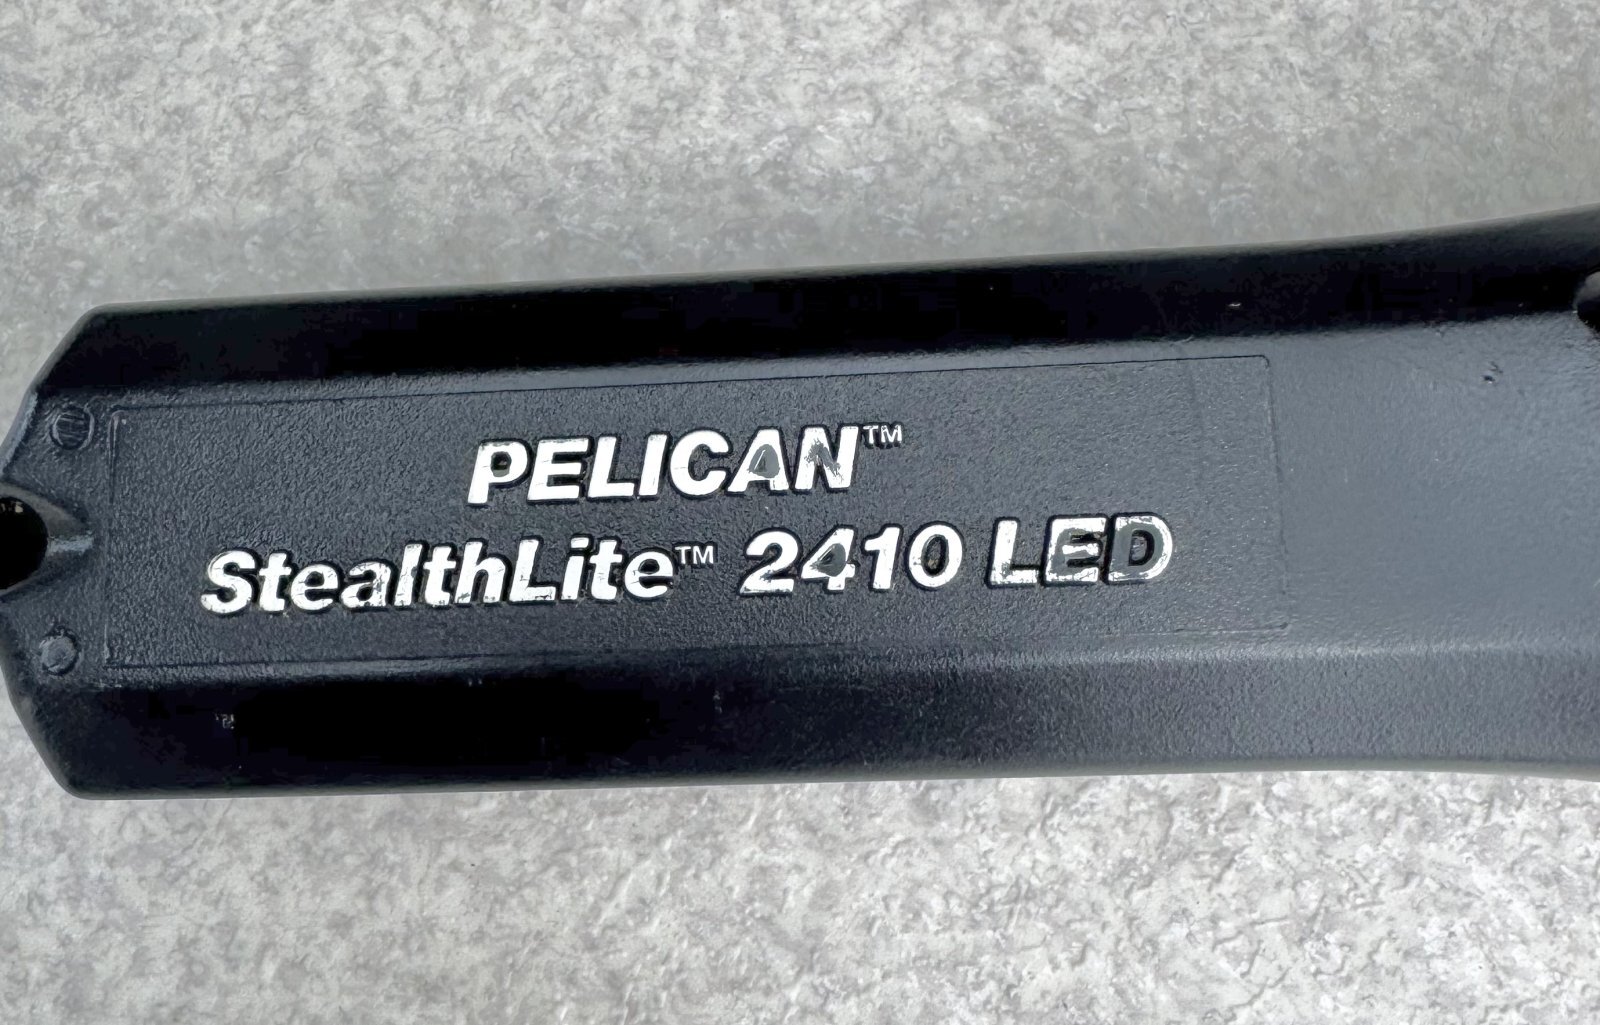 PELICAN™
StealthLite™ 2410 LED